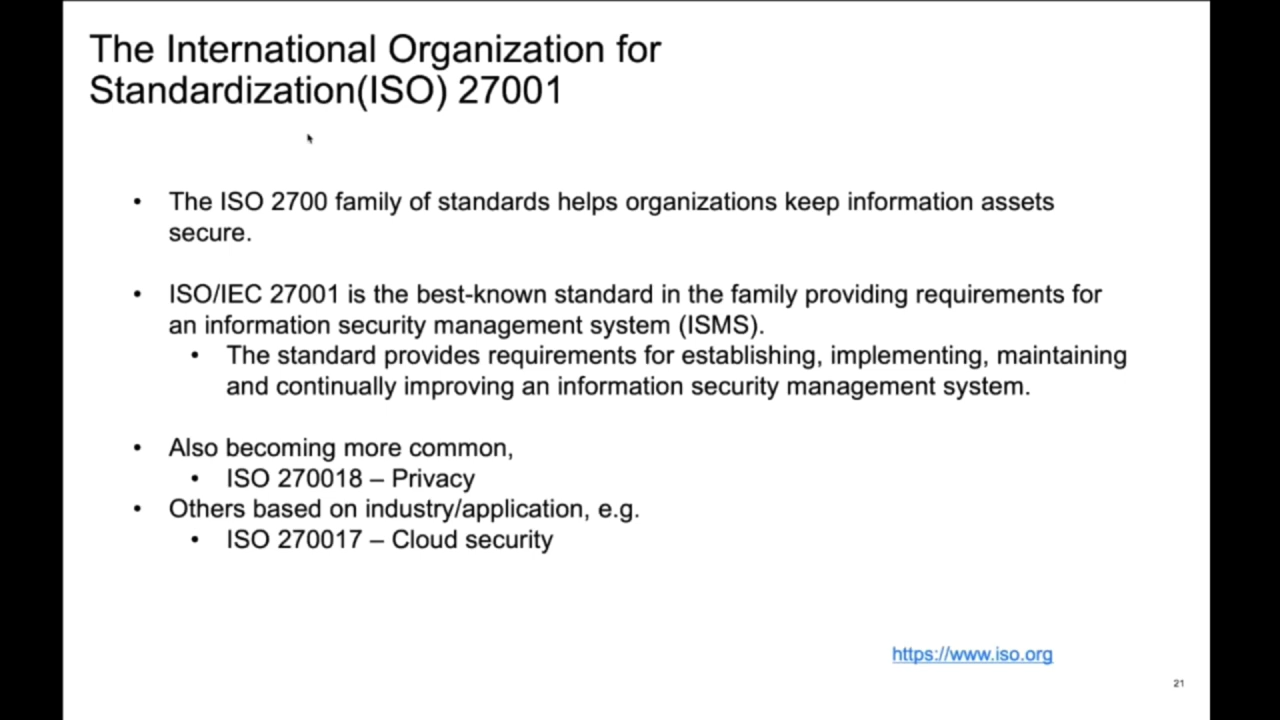 The International Organization for
Standardization(ISO) 27001
• The ISO 2700 family of standards helps organizations keep information assets
secure.
• ISO/IEC 27001 is the best-known standard in the family providing requirements for
an information security management system (ISMS).
• The standard provides requirements for establishing, implementing, maintaining
and continually improving an information security management system.
• Also becoming more common,
• ISO 270018 – Privacy
• Others based on industry/application, e.g.
• ISO 270017 – Cloud security
https://www.iso.org
21